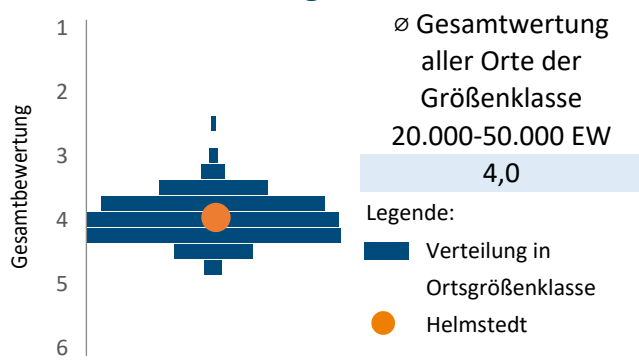 Gesamtbewertung
1
2
3
4
5
6
⌀ Gesamtwertung
aller Orte der
Größenklasse
20.000-50.000 EW
4,0
Legende:
Verteilung in
Ortsgrößenklasse
Helmstedt